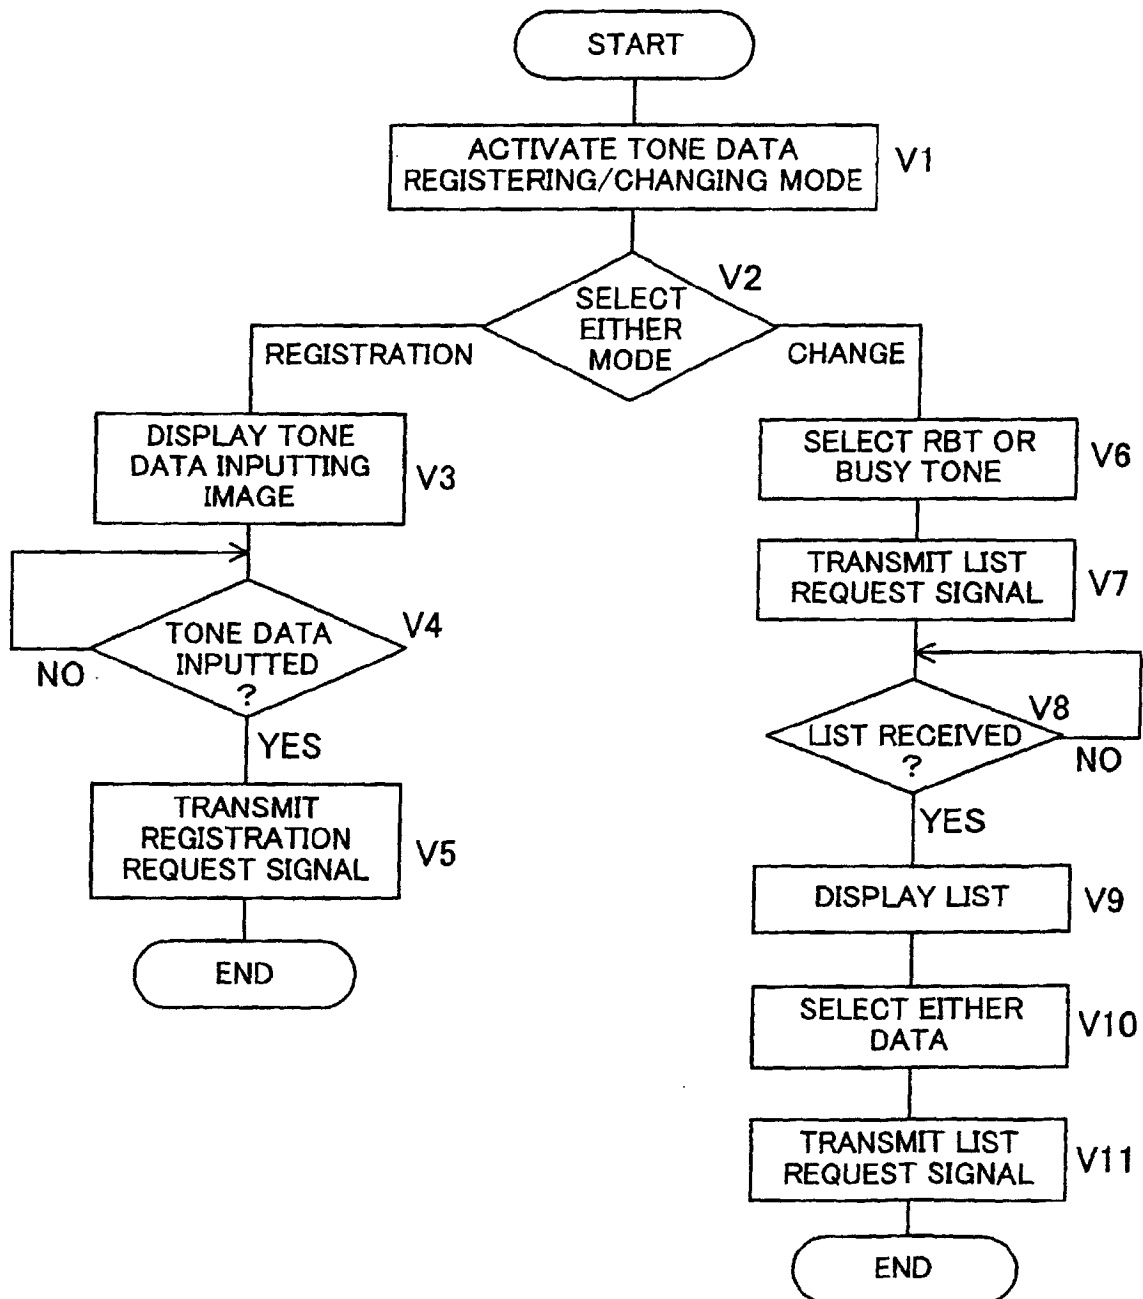 START
ACTIVATE TONE DATA
REGISTERING/CHANGING MODE
V1
V2
SELECT
EITHER
MODE
REGISTRATION
CHANGE
DISPLAY TONE
DATA INPUTTING
IMAGE
V3
TONE DATA
INPUTTED
?
V4
NO
YES
TRANSMIT
REGISTRATION
REQUEST SIGNAL
V5
END
SELECT RBT OR
BUSY TONE
V6
TRANSMIT LIST
REQUEST SIGNAL
V7
V8
LIST RECEIVED
?
NO
YES
DISPLAY LIST
V9
SELECT EITHER
DATA
V10
TRANSMIT LIST
REQUEST SIGNAL
V11
END